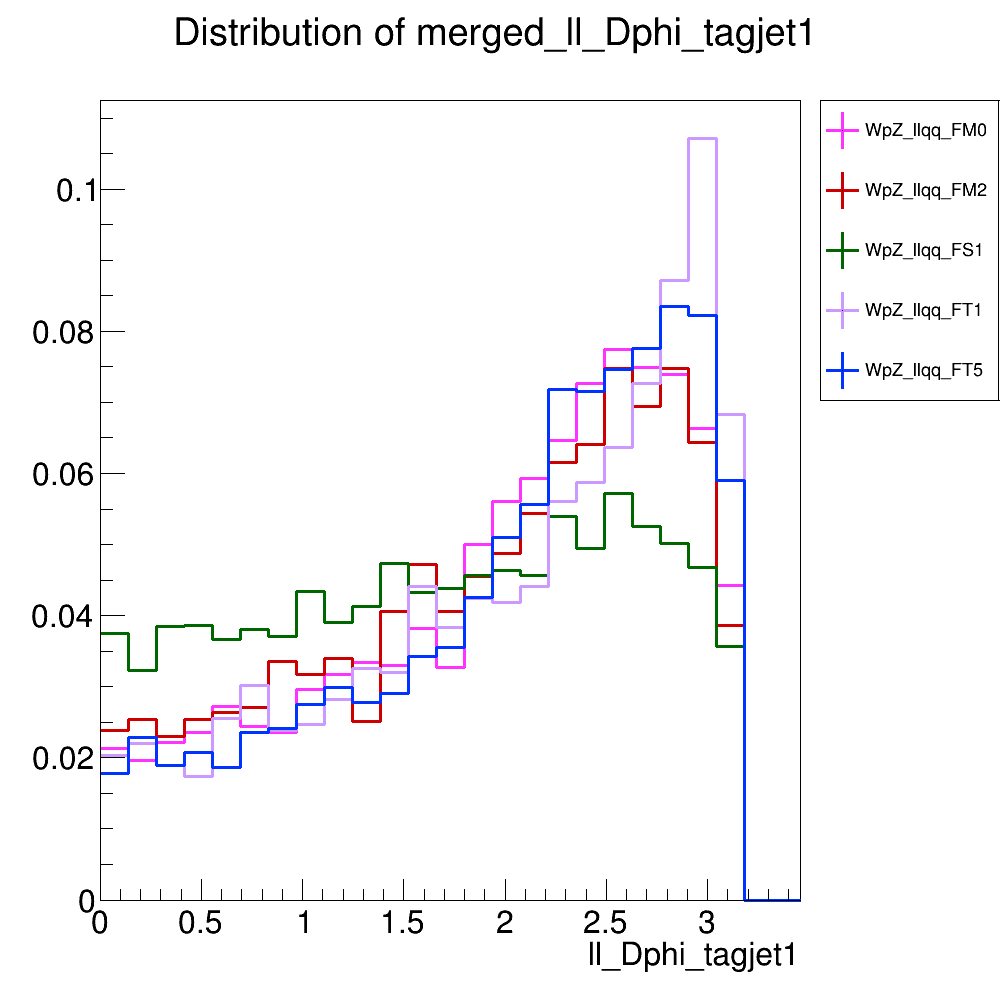 Distribution of merged_ll_Dphi_tagjet1
WpZ_llqq_FM0
WpZ_llqq_FM2
WpZ_llqq_FS1
WpZ_llqq_FT1
WpZ_llqq_FT5
0.1
0.08
0.06
0.04
0.02
0
0 0.5 1 1.5 2 2.5 3
ll_Dphi_tagjet1